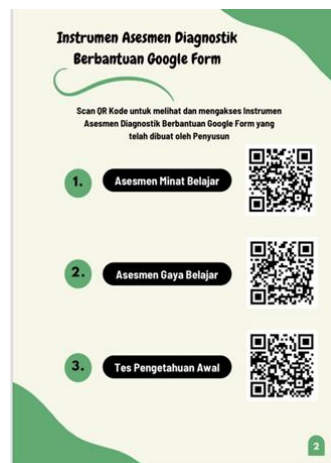 Instrumen Asesmen Diagnostik
Berbantuan Google Form
Scan QR Kode untuk melihat dan mengakses Instrumen
Asesmen Diagnostik Berbantuan Google Form yang
telah dibuat oleh Penyusun
1. Asesmen Minat Belajar
2. Asesmen Gaya Belajar
3. Tes Pengetahuan Awal
2